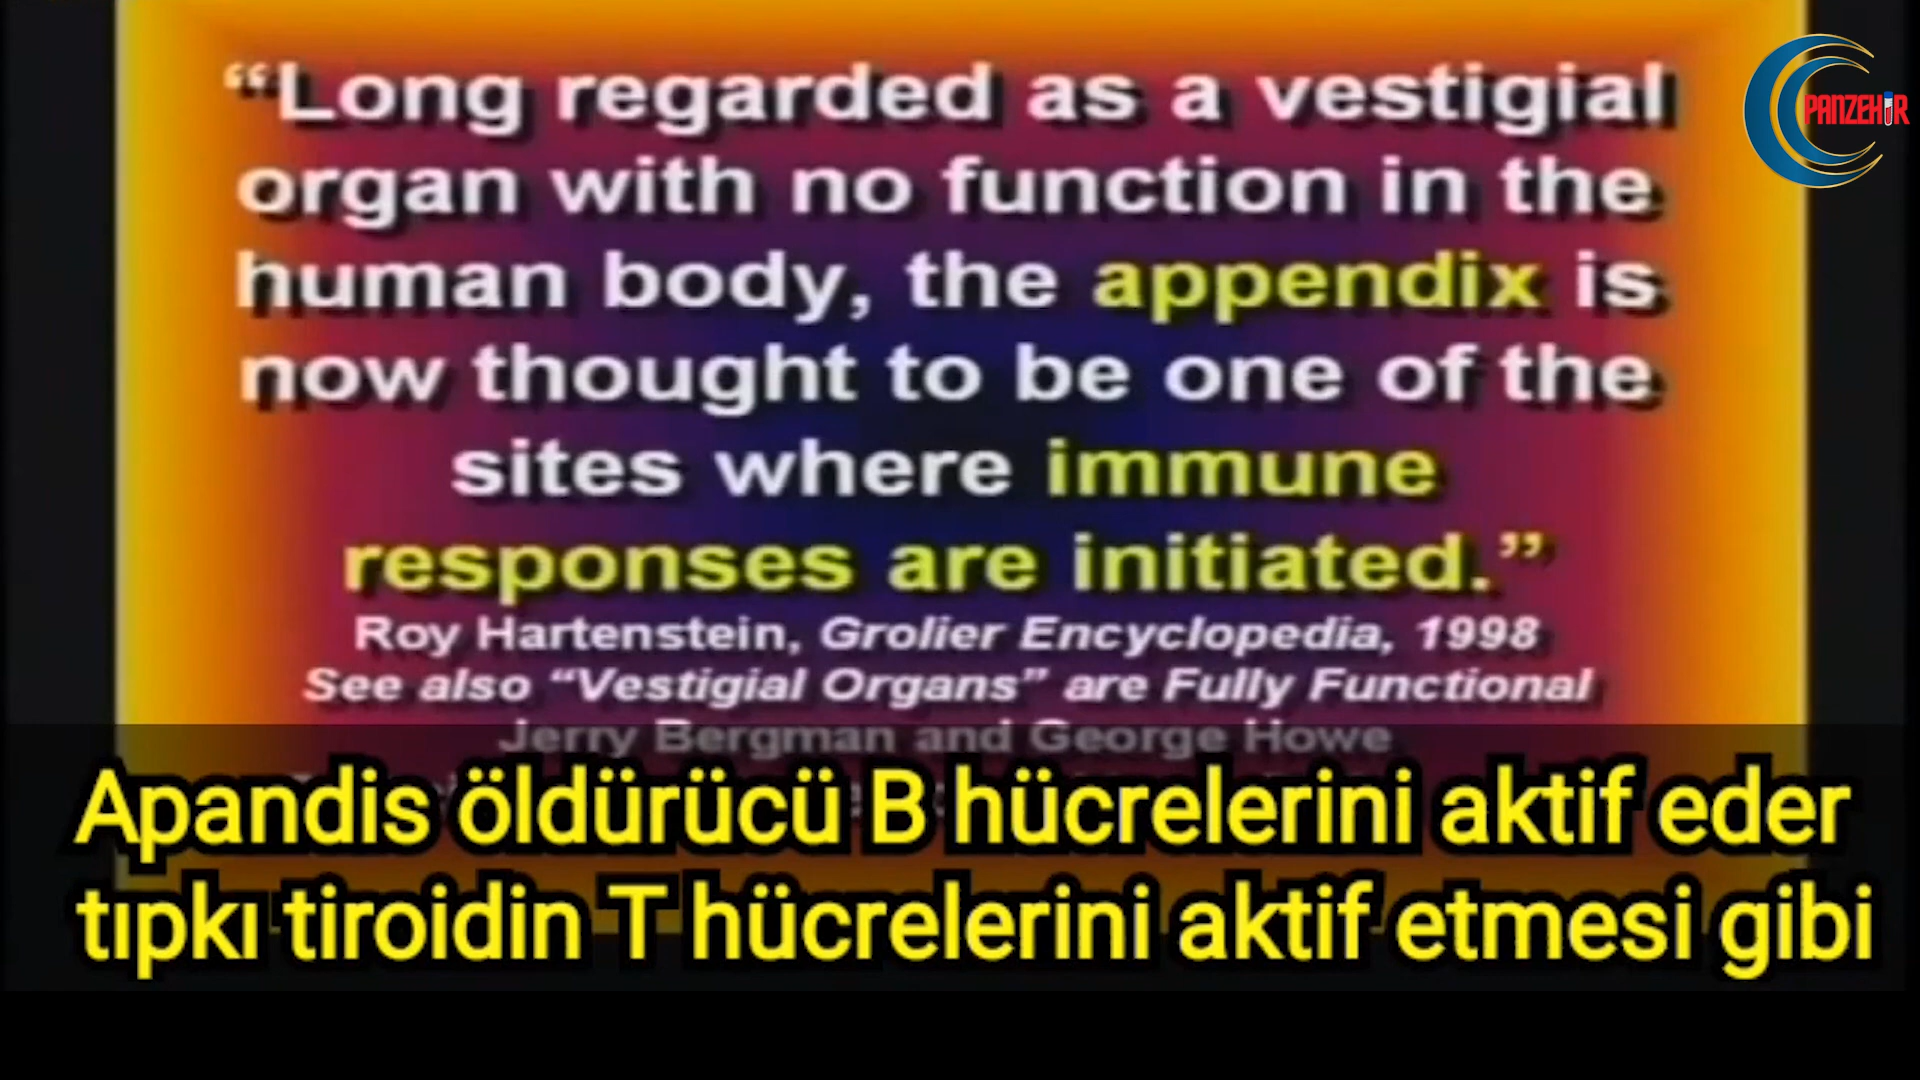 “Long regarded as a vestigial
organ with no function in the
human body, the appendix is
now thought to be one of the
sites where immune
responses are initiated.”
Roy Hartenstein, Grolier Encyclopedia, 1998
See also “Vestigial Organs” are Fully Functional
Jerry Bergman and George Howe
Apandis öldürücü B hücrelerini aktif eder
tıpkı tiroidin T hücrelerini aktif etmesi gibi
PANZEHİR